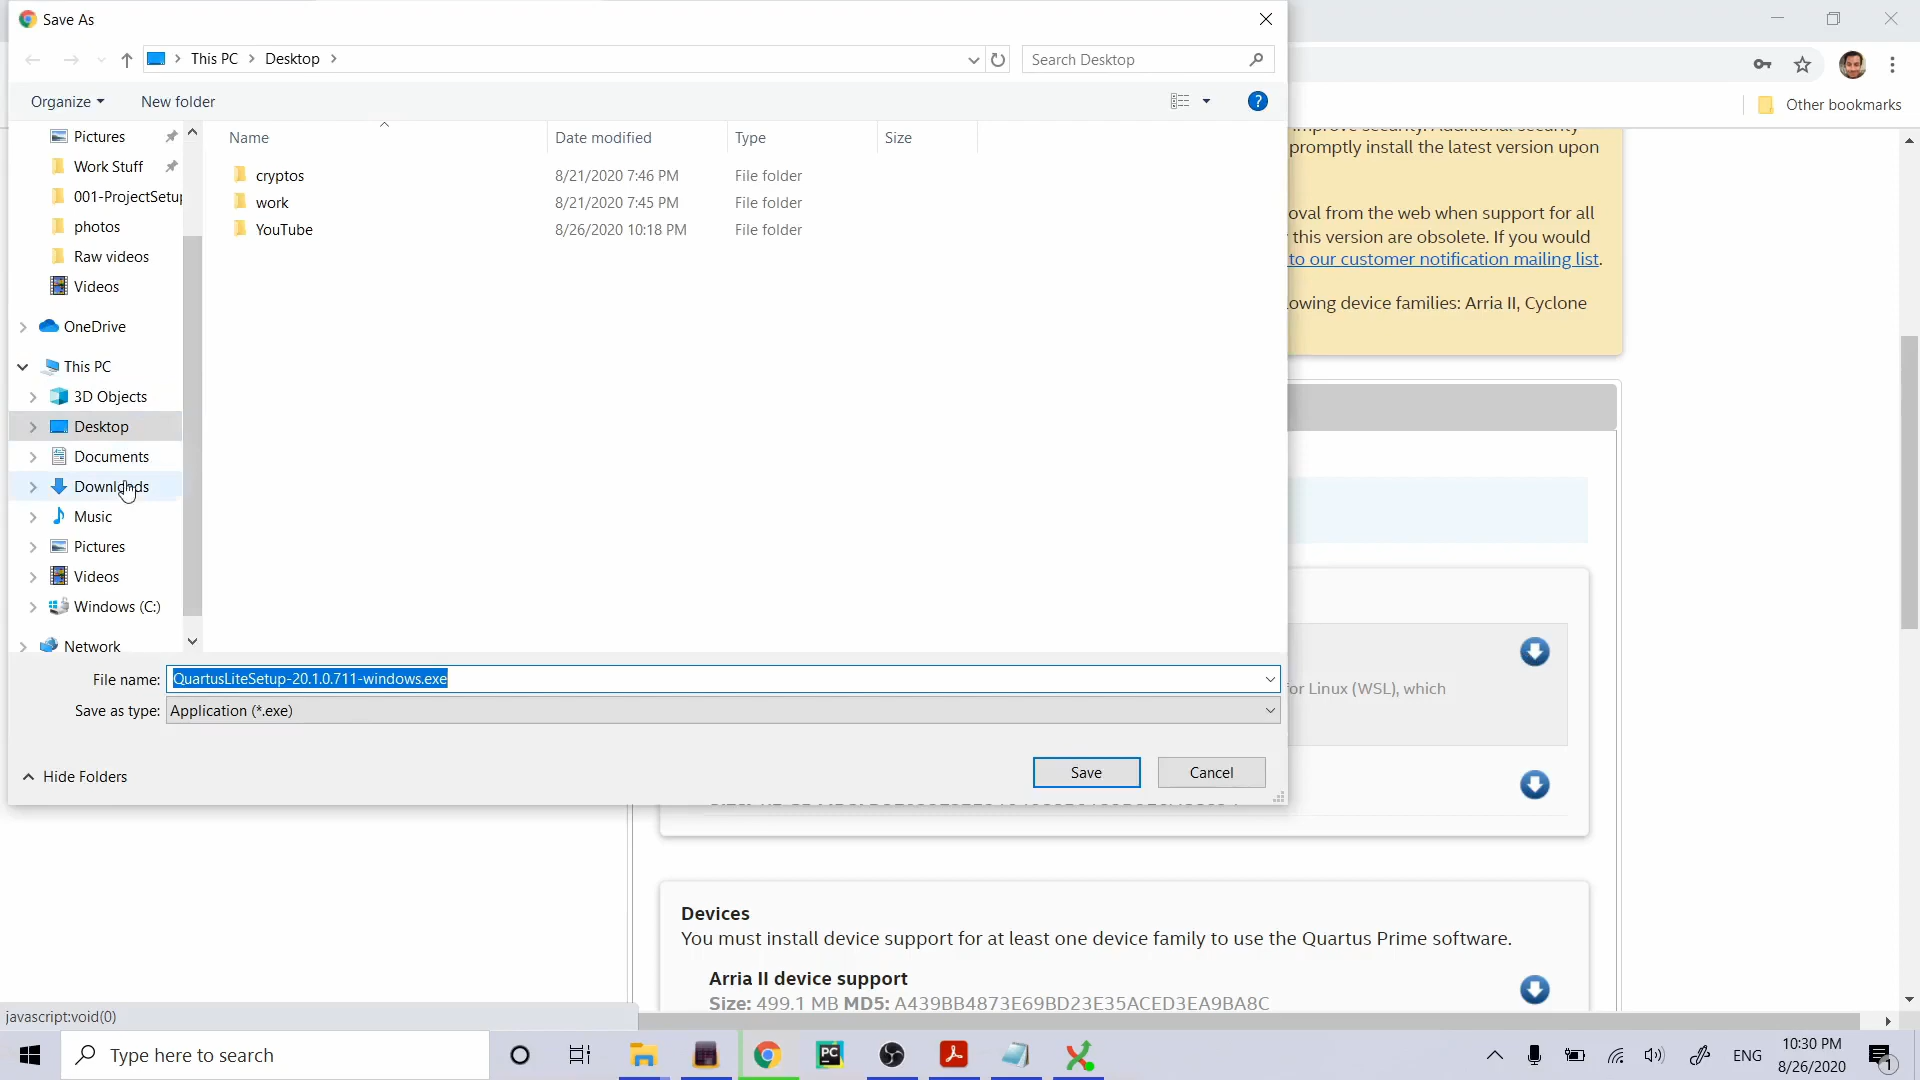 Save As
This PC > Desktop >
Search Desktop
Organize
New folder
Other bookmarks
Pictures
Work Stuff
001-ProjectSetup
photos
Raw videos
Videos
OneDrive
This PC
3D Objects
Desktop
Documents
Downloads
Music
Pictures
Videos
Windows (C:)
Network
Name Date modified Type Size
cryptos 8/21/2020 7:46 PM File folder
work 8/21/2020 7:45 PM File folder
YouTube 8/26/2020 10:18 PM File folder
File name: QuartusLiteSetup-20.1.0.711-windows.exe
Save as type: Application (*.exe)
Hide Folders
Save
Cancel
improve security. Additional security
promptly install the latest version upon
oval from the web when support for all
this version are obsolete. If you would
to our customer notification mailing list.
owing device families: Arria II, Cyclone
for Linux (WSL), which
Devices
You must install device support for at least one device family to use the Quartus Prime software.
Arria II device support
Size: 499.1 MB MD5: A439BB4873E69BD23E35ACED3EA9BA8C
javascript:void(0)
Type here to search
PC
ENG
10:30 PM
8/26/2020
1